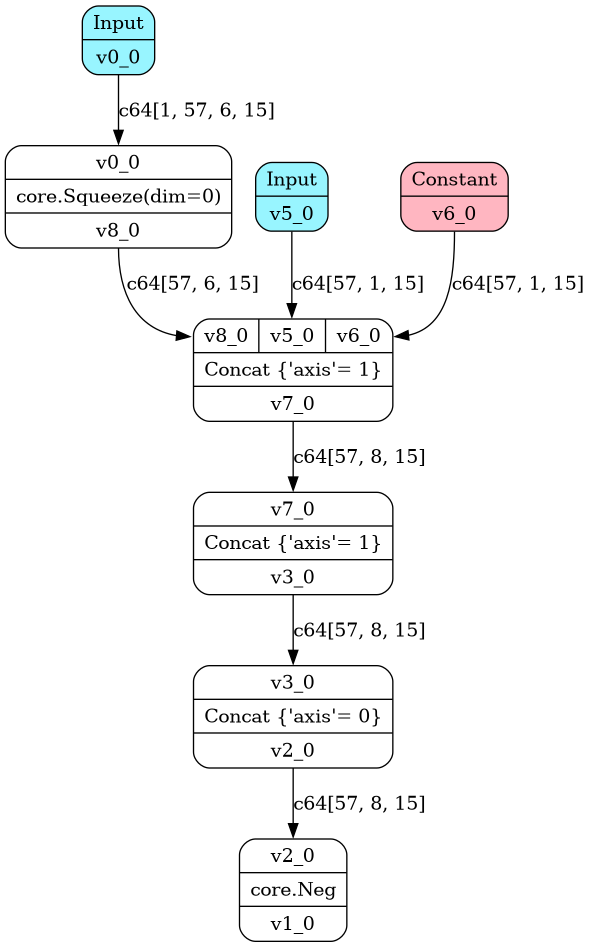 Input
v0_0
c64[1, 57, 6, 15]
v0_0
core.Squeeze(dim=0)
v8_0
Input
v5_0
Constant
v6_0
c64[57, 6, 15]
c64[57, 1, 15]
c64[57, 1, 15]
v8_0 v5_0 v6_0
Concat {'axis'= 1}
v7_0
c64[57, 8, 15]
v7_0
Concat {'axis'= 1}
v3_0
c64[57, 8, 15]
v3_0
Concat {'axis'= 0}
v2_0
c64[57, 8, 15]
v2_0
core.Neg
v1_0